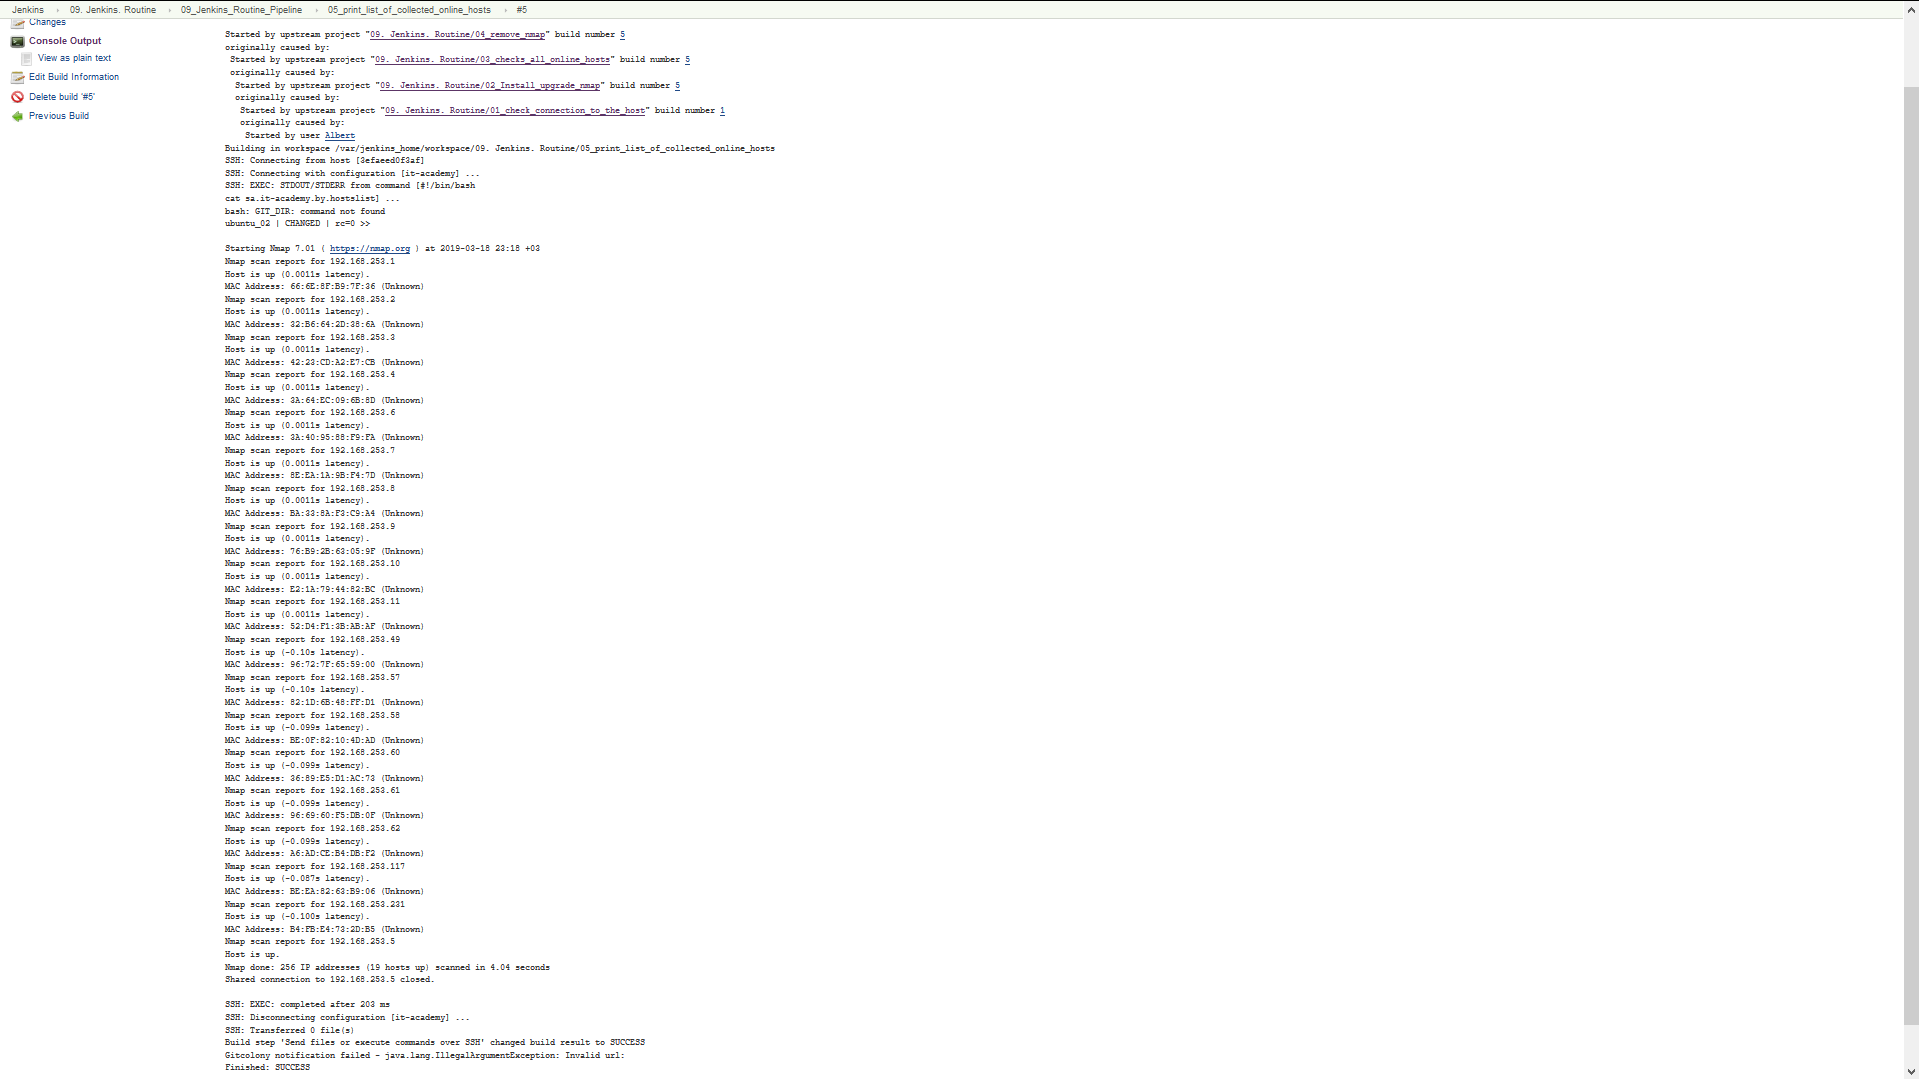 Jenkins › 09. Jenkins. Routine › 09_Jenkins_Routine_Pipeline › 05_print_list_of_collected_online_hosts › #5
Changes
Console Output
View as plain text
Edit Build Information
Delete build '#5'
Previous Build
Started by upstream project "09. Jenkins. Routine/04_remove_nmap" build number 5
originally caused by:
Started by upstream project "09. Jenkins. Routine/03_checks_all_online_hosts" build number 5
originally caused by:
Started by upstream project "09. Jenkins. Routine/02_Install_upgrade_nmap" build number 5
originally caused by:
Started by upstream project "09. Jenkins. Routine/01_check_connection_to_the_host" build number 1
originally caused by:
Started by user Albert
Building in workspace /var/jenkins_home/workspace/09. Jenkins. Routine/05_print_list_of_collected_online_hosts
SSH: Connecting from host [3efaeed0f3af]
SSH: Connecting with configuration [it-academy] ...
SSH: EXEC: STDOUT/STDERR from command [#!/bin/bash
cat sa.it-academy.by.hostslist] ...
bash: GIT_DIR: command not found
ubuntu_02 | CHANGED | rc=0 >>
Starting Nmap 7.01 ( https://nmap.org ) at 2019-03-18 23:18 +03
Nmap scan report for 192.168.253.1
Host is up (0.0011s latency).
MAC Address: 66:6E:8F:B9:7F:36 (Unknown)
Nmap scan report for 192.168.253.2
Host is up (0.0011s latency).
MAC Address: 32:B6:64:2D:38:6A (Unknown)
Nmap scan report for 192.168.253.3
Host is up (0.0011s latency).
MAC Address: 42:23:CD:A2:E7:CB (Unknown)
Nmap scan report for 192.168.253.4
Host is up (0.0011s latency).
MAC Address: 3A:64:EC:09:6B:8D (Unknown)
Nmap scan report for 192.168.253.6
Host is up (0.0011s latency).
MAC Address: 3A:40:95:88:F9:FA (Unknown)
Nmap scan report for 192.168.253.7
Host is up (0.0011s latency).
MAC Address: 8E:EA:1A:9B:F4:7D (Unknown)
Nmap scan report for 192.168.253.8
Host is up (0.0011s latency).
MAC Address: BA:33:8A:F3:C9:A4 (Unknown)
Nmap scan report for 192.168.253.9
Host is up (0.0011s latency).
MAC Address: 76:B9:2B:63:05:9F (Unknown)
Nmap scan report for 192.168.253.10
Host is up (0.0011s latency).
MAC Address: E2:1A:79:44:82:BC (Unknown)
Nmap scan report for 192.168.253.11
Host is up (0.0011s latency).
MAC Address: 52:D4:F1:3B:AB:AF (Unknown)
Nmap scan report for 192.168.253.49
Host is up (-0.10s latency).
MAC Address: 96:72:7F:65:59:00 (Unknown)
Nmap scan report for 192.168.253.57
Host is up (-0.10s latency).
MAC Address: 82:1D:6B:48:FF:D1 (Unknown)
Nmap scan report for 192.168.253.58
Host is up (-0.099s latency).
MAC Address: BE:0F:82:10:4D:AD (Unknown)
Nmap scan report for 192.168.253.60
Host is up (-0.099s latency).
MAC Address: 36:89:E5:D1:AC:73 (Unknown)
Nmap scan report for 192.168.253.61
Host is up (-0.099s latency).
MAC Address: 96:69:60:F5:DB:0F (Unknown)
Nmap scan report for 192.168.253.62
Host is up (-0.099s latency).
MAC Address: A6:AD:CE:B4:DB:F2 (Unknown)
Nmap scan report for 192.168.253.117
Host is up (-0.087s latency).
MAC Address: BE:EA:82:63:B9:06 (Unknown)
Nmap scan report for 192.168.253.231
Host is up (-0.100s latency).
MAC Address: B4:FB:E4:73:2D:B5 (Unknown)
Nmap scan report for 192.168.253.5
Host is up.
Nmap done: 256 IP addresses (19 hosts up) scanned in 4.04 seconds
Shared connection to 192.168.253.5 closed.
SSH: EXEC: completed after 203 ms
SSH: Disconnecting configuration [it-academy] ...
SSH: Transferred 0 file(s)
Build step 'Send files or execute commands over SSH' changed build result to SUCCESS
Gitcolony notification failed - java.lang.IllegalArgumentException: Invalid url:
Finished: SUCCESS